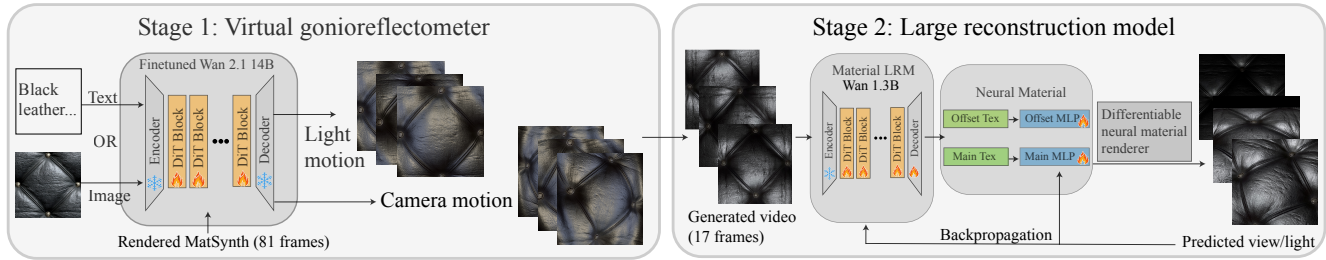 Stage 1: Virtual gonioreflectometer
Finetuned Wan 2.1 14B
Black
leather...
Text
OR
Image
Encoder
DiT Block
DiT Block
DiT Block
Decoder
Light
motion
Camera motion
Rendered MatSynth (81 frames)
Stage 2: Large reconstruction model
Generated video
(17 frames)
Material LRM
Wan 1.3B
Encoder
DiT Block
DiT Block
DiT Block
Decoder
Neural Material
Offset Tex
Offset MLP
Main Tex
Main MLP
Differentiable
neural material
renderer
Backpropagation
Predicted view/light